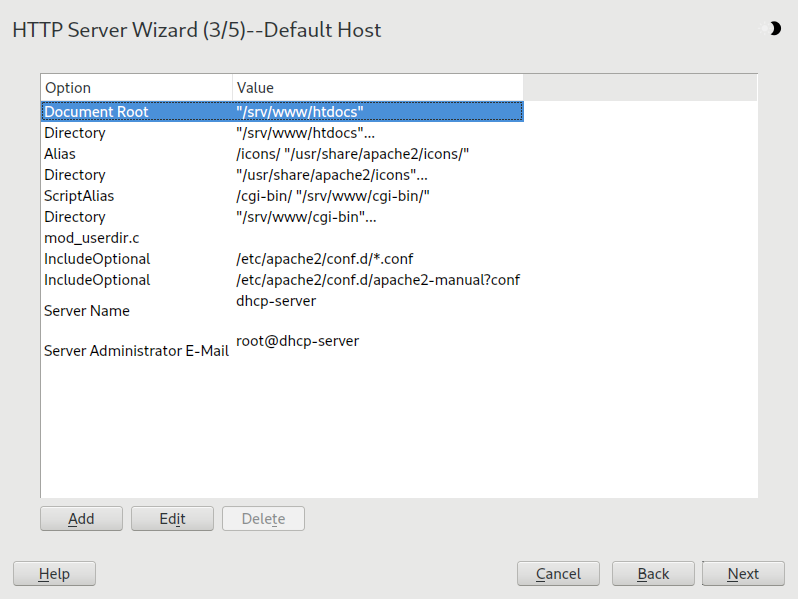 HTTP Server Wizard (3/5)--Default Host
Option Value
Document Root "/srv/www/htdocs"
Directory "/srv/www/htdocs"...
Alias /icons/ "/usr/share/apache2/icons/"
Directory "/usr/share/apache2/icons"...
ScriptAlias /cgi-bin/ "/srv/www/cgi-bin/"
Directory "/srv/www/cgi-bin"...
mod_userdir.c
IncludeOptional /etc/apache2/conf.d/*.conf
IncludeOptional /etc/apache2/conf.d/apache2-manual?conf
Server Name dhcp-server
Server Administrator E-Mail root@dhcp-server
Add Edit Delete
Help Cancel Back Next